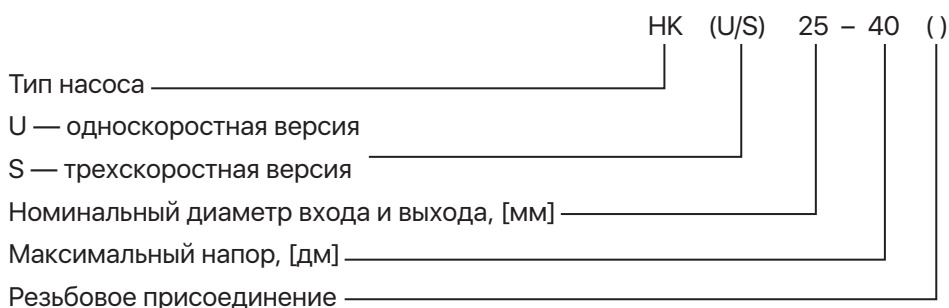 HK (U/S) 25 – 40 ( )
Тип насоса
U — односкоростная версия
S — трехскоростная версия
Номинальный диаметр входа и выхода, [мм]
Максимальный напор, [дм]
Резьбовое присоединение